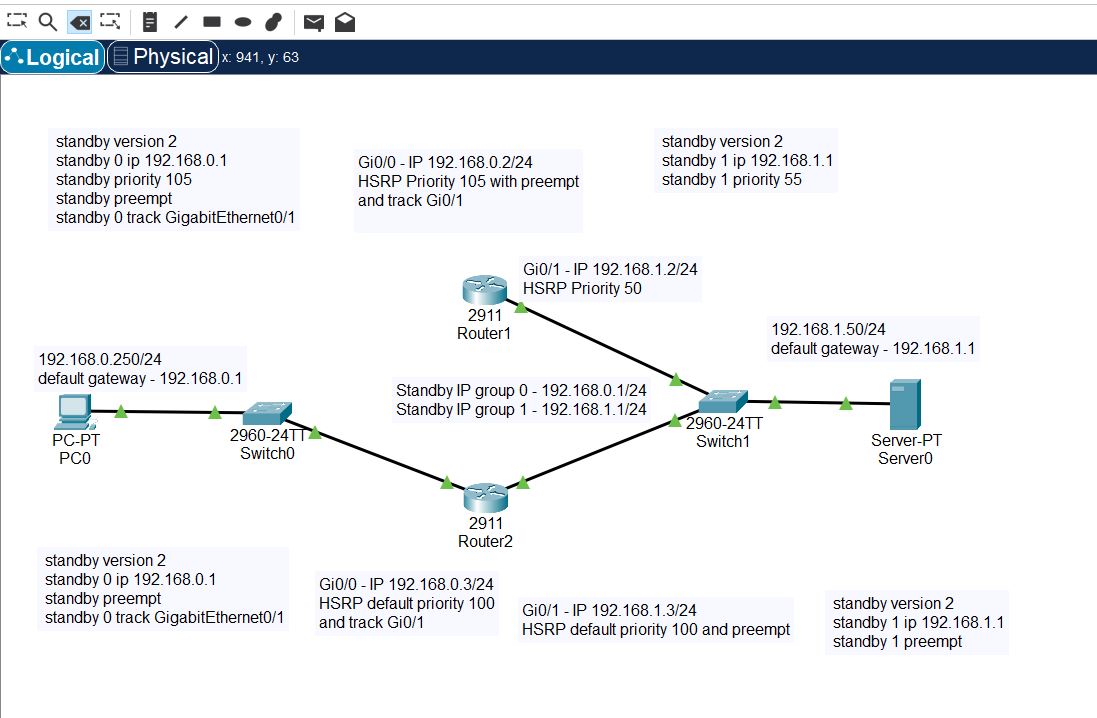 Logical Physical x: 941, y: 63
standby version 2
standby 0 ip 192.168.0.1
standby priority 105
standby preempt
standby 0 track GigabitEthernet0/1
Gi0/0 - IP 192.168.0.2/24
HSRP Priority 105 with preempt
and track Gi0/1
standby version 2
standby 1 ip 192.168.1.1
standby 1 priority 55
Gi0/1 - IP 192.168.1.2/24
HSRP Priority 50
2911
Router1
192.168.1.50/24
default gateway - 192.168.1.1
192.168.0.250/24
default gateway - 192.168.0.1
Standby IP group 0 - 192.168.0.1/24
Standby IP group 1 - 192.168.1.1/24
PC-PT
PC0
2960-24TT
Switch0
2960-24TT
Switch1
Server-PT
Server0
2911
Router2
standby version 2
standby 0 ip 192.168.0.1
standby preempt
standby 0 track GigabitEthernet0/1
Gi0/0 - IP 192.168.0.3/24
HSRP default priority 100
and track Gi0/1
Gi0/1 - IP 192.168.1.3/24
HSRP default priority 100 and preempt
standby version 2
standby 1 ip 192.168.1.1
standby 1 preempt